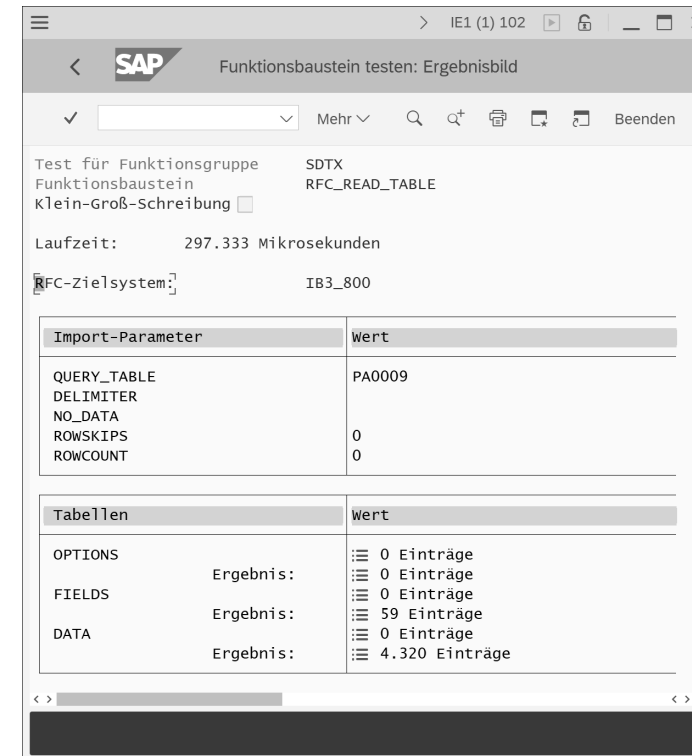 IE1 (1) 102
SAP Funktionsbaustein testen: Ergebnisbild
Mehr Beenden
Test für Funktionsgruppe SDTX
Funktionsbaustein RFC_READ_TABLE
Klein-Groß-Schreibung
Laufzeit: 297.333 Mikrosekunden
RFC-Zielsystem: IB3_800
Import-Parameter Wert
QUERY_TABLE PA0009
DELIMITER
NO_DATA
ROWSKIPS 0
ROWCOUNT 0
Tabellen Wert
OPTIONS 0 Einträge
Ergebnis: 0 Einträge
FIELDS 0 Einträge
Ergebnis: 59 Einträge
DATA 0 Einträge
Ergebnis: 4.320 Einträge